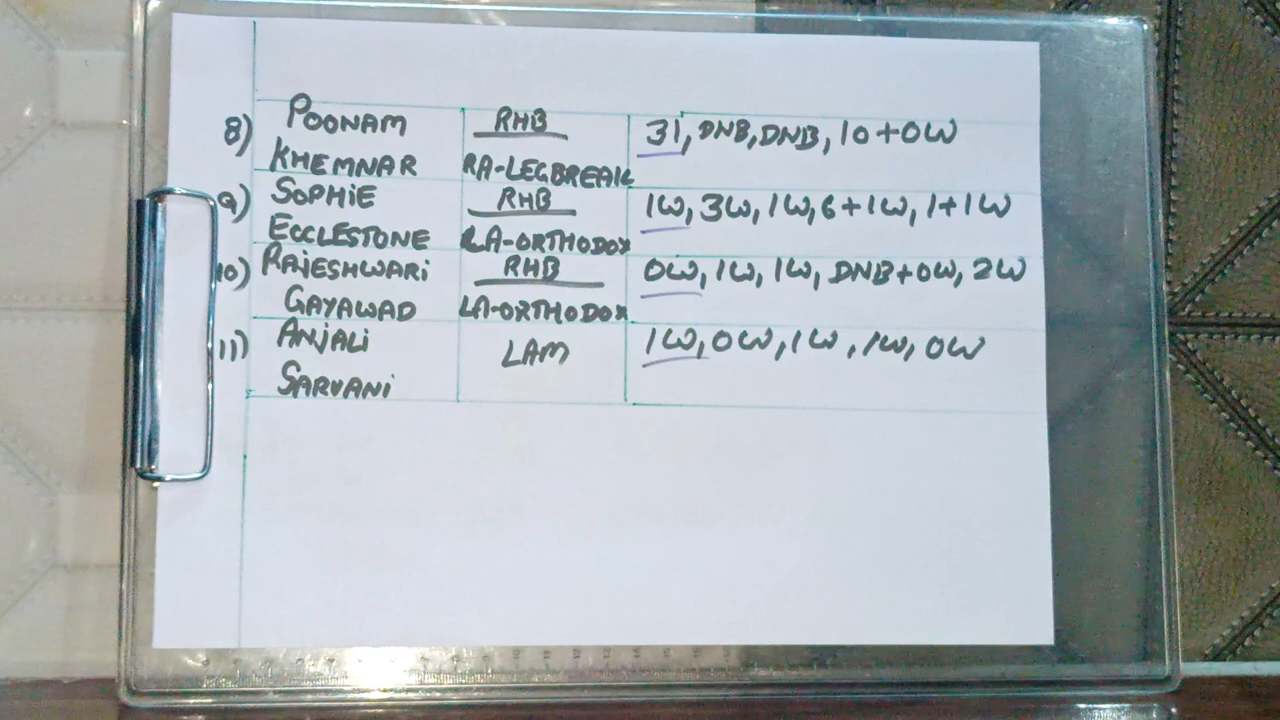 8) POONAM KHEMNAR RHB RA-LEGBREAK 31, DNB, DNB, 10+0W
9) SOPHIE ECCLESTONE RHB LA-ORTHODOX 1W, 3W, 1W, 6+1W, 1+1W
10) RAJESHWARI GAYAWAD RHB LA-ORTHODOX 0W, 1W, 1W, DNB+0W, 2W
11) ANJALI SARVANI LAM 1W, 0W, 1W, 1W, 0W